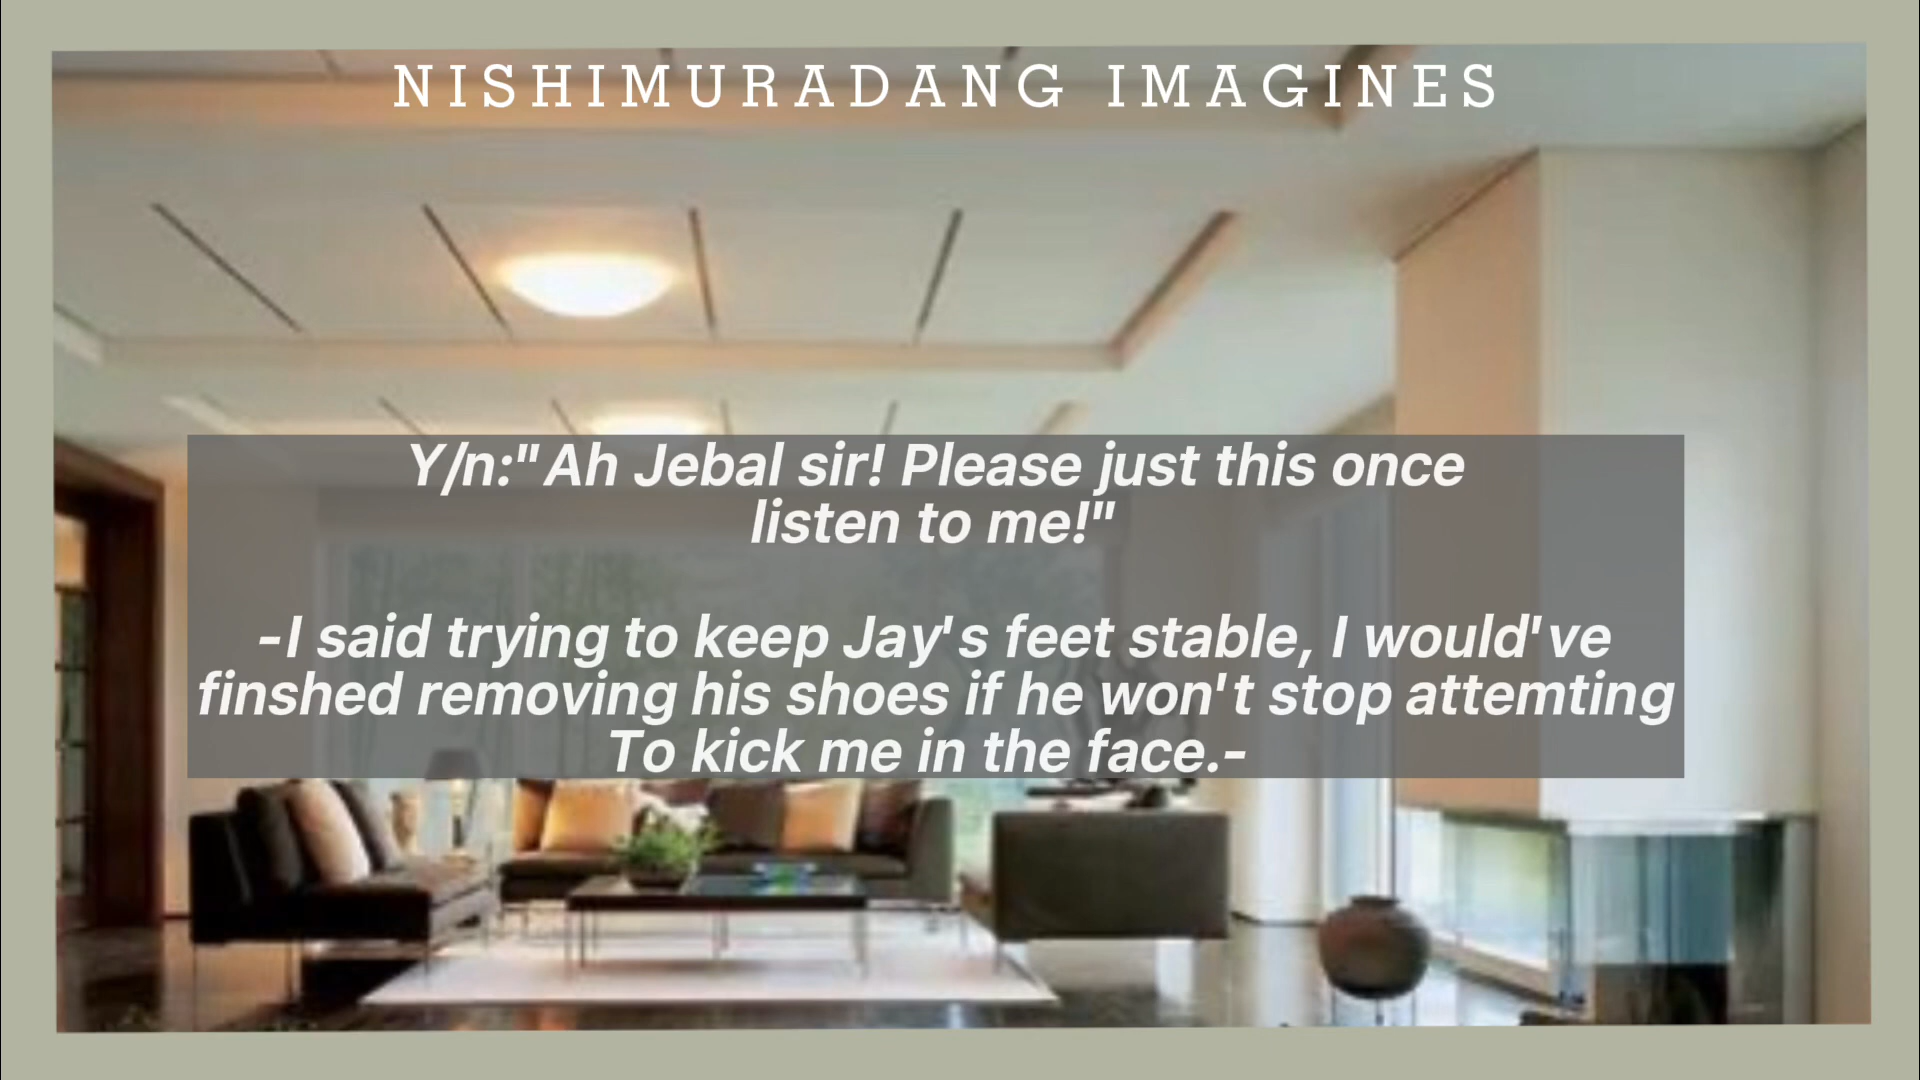 NISHIMURADANG IMAGINES
Y/n:"Ah Jebal sir! Please just this once
listen to me!"
-I said trying to keep Jay's feet stable, I would've
finshed removing his shoes if he won't stop attemting
To kick me in the face.-